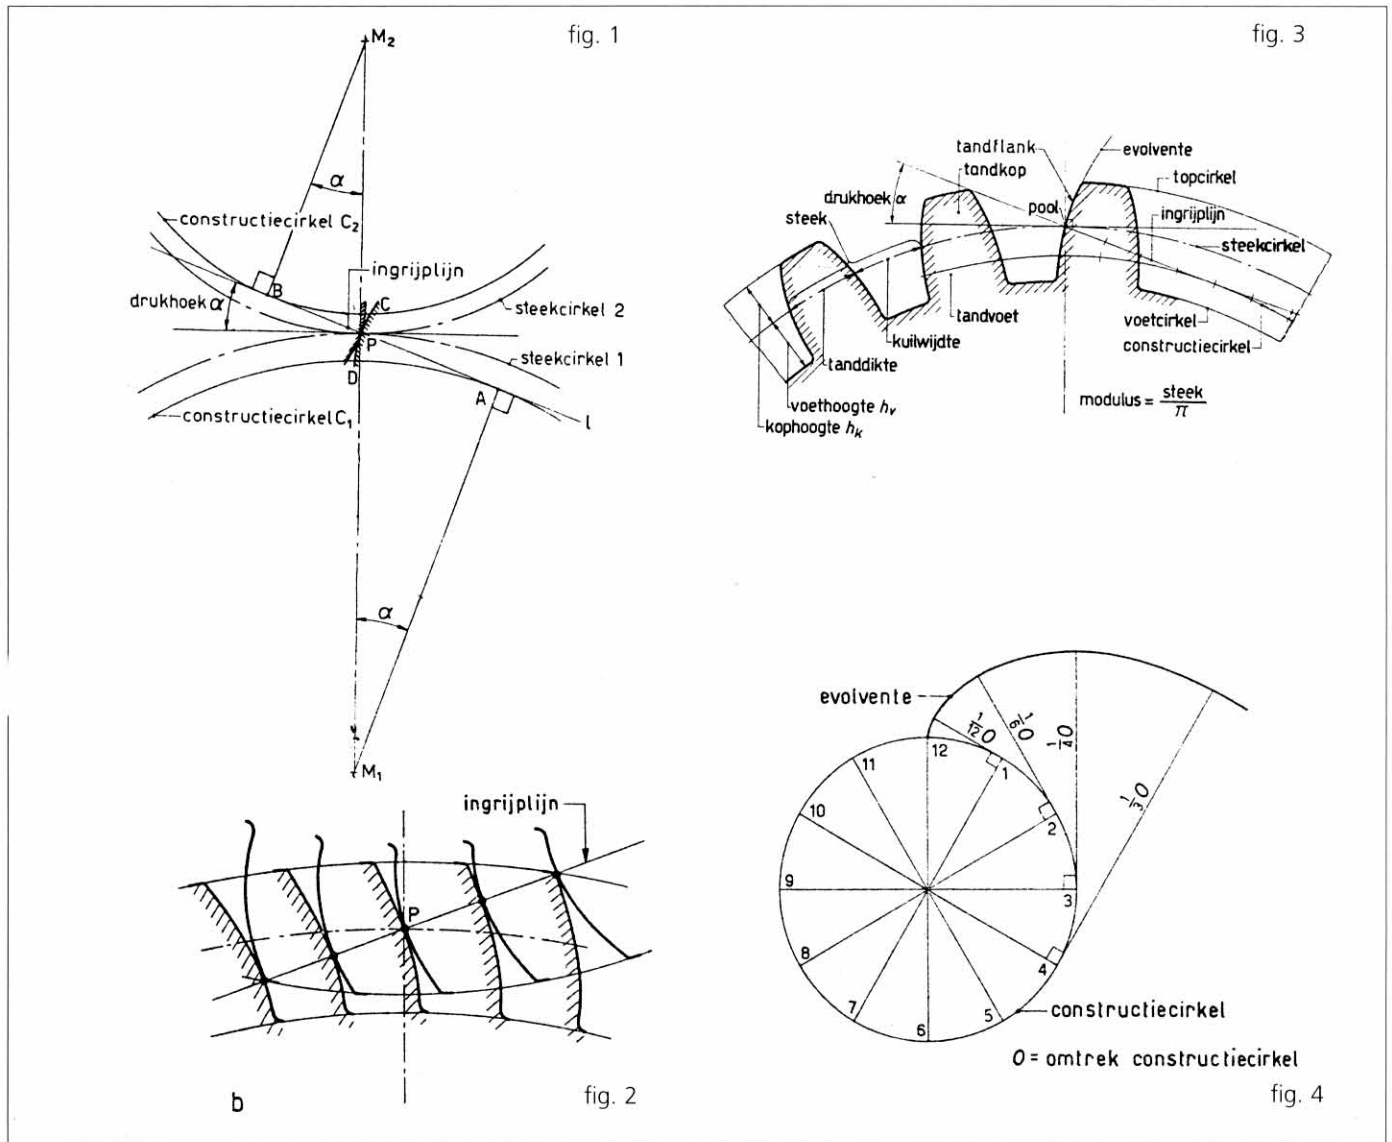 fig. 1
M₂
α
constructiecirkel C₂
ingrijplijn
B
C
drukhoek α
steekcirkel 2
P
steekcirkel 1
D
A
constructiecirkel C₁
l
α
M₁
fig. 3
tandflank
evolvente
tandkop
topcirkel
drukhoek α
pool
ingrijplijn
steek
steekcirkel
tandvoet
voetcirkel
kuilwijdte
constructiecirkel
tanddikte
modulus = steek / π
voethoogte hᵥ
kophoogte hₖ
ingrijplijn
P
b
fig. 2
evolvente
1/12 O
1/6 O
1/4 O
1/3 O
12
11
1
10
2
9
3
8
4
7
6
5
constructiecirkel
O = omtrek constructiecirkel
fig. 4